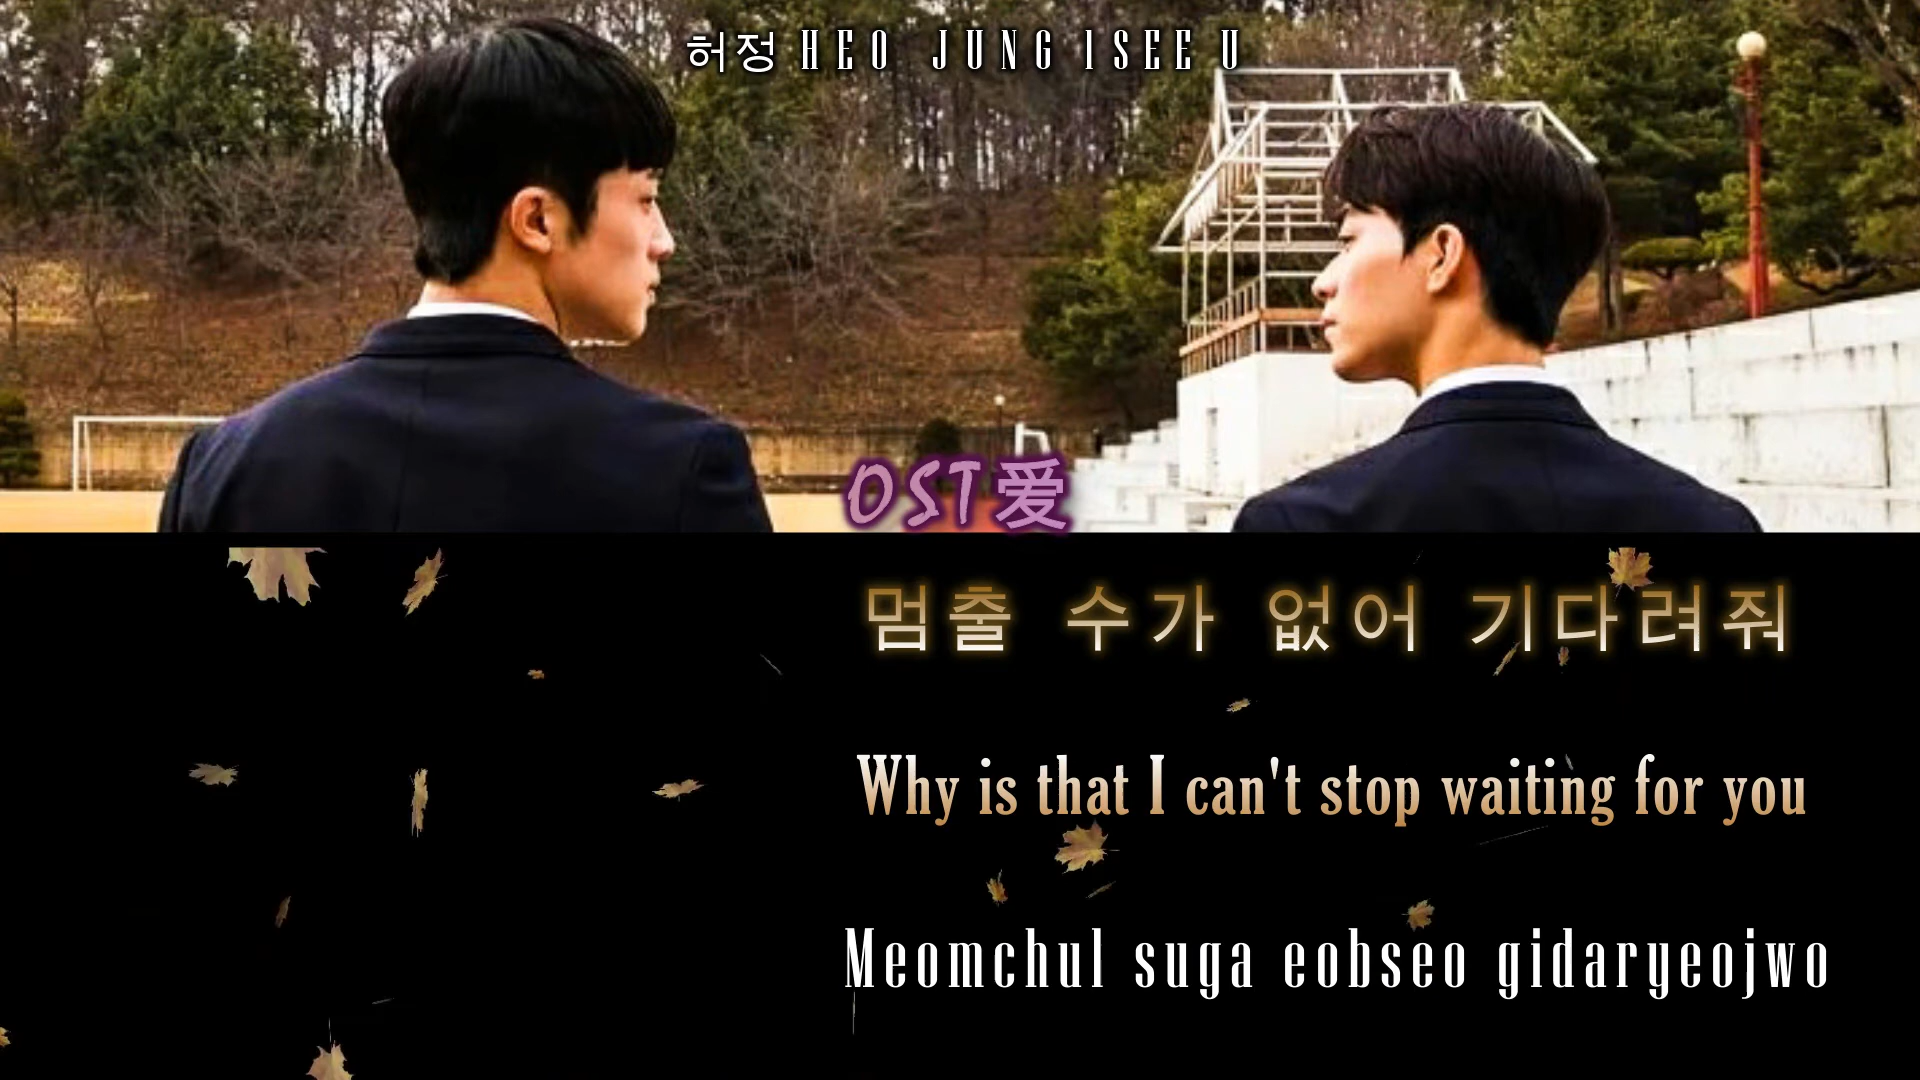 허정 HEO JUNG I SEE U
OST爱
멈출 수가 없어 기다려줘
Why is that I can't stop waiting for you
Meomchul suga eobseo gidaryeojwo